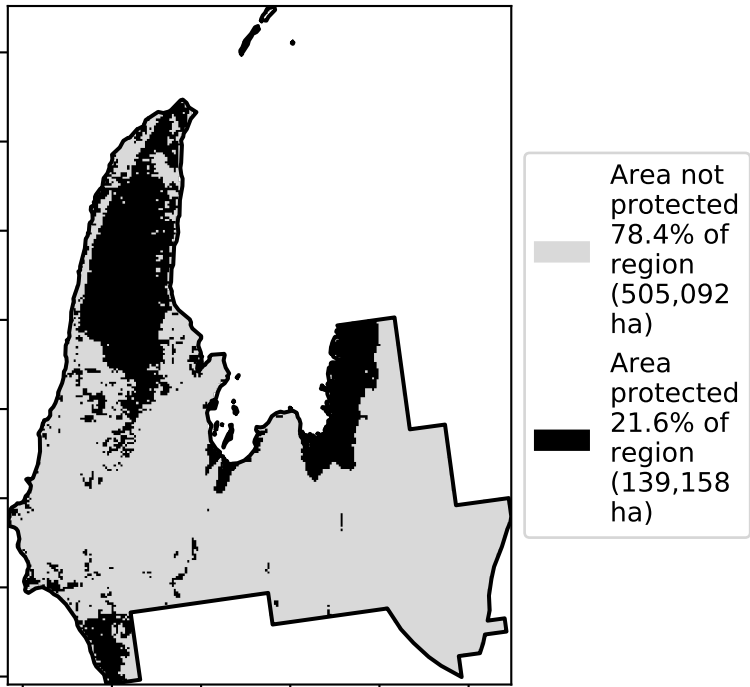 Area not
protected
78.4% of
region
(505,092
ha)
Area
protected
21.6% of
region
(139,158
ha)